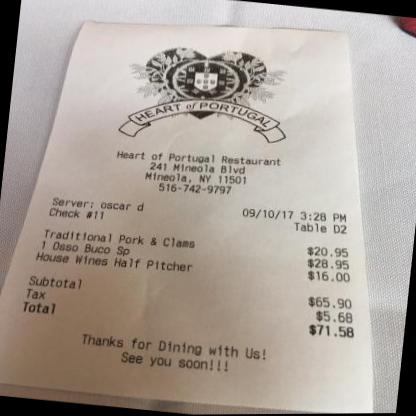 HEART of PORTUGAL
Heart of Portugal Restaurant
241 Mineola Blvd
Mineola, NY 11501
516-742-9797
Server: oscar d 09/10/17 3:28 PM
Check #11 Table D2
Traditional Pork & Clams $20.95
1 Osso Buco Sp $28.95
House Wines Half Pitcher $16.00
Subtotal $65.90
Tax $5.68
Total $71.58
Thanks for Dining with Us!
See you soon!!!